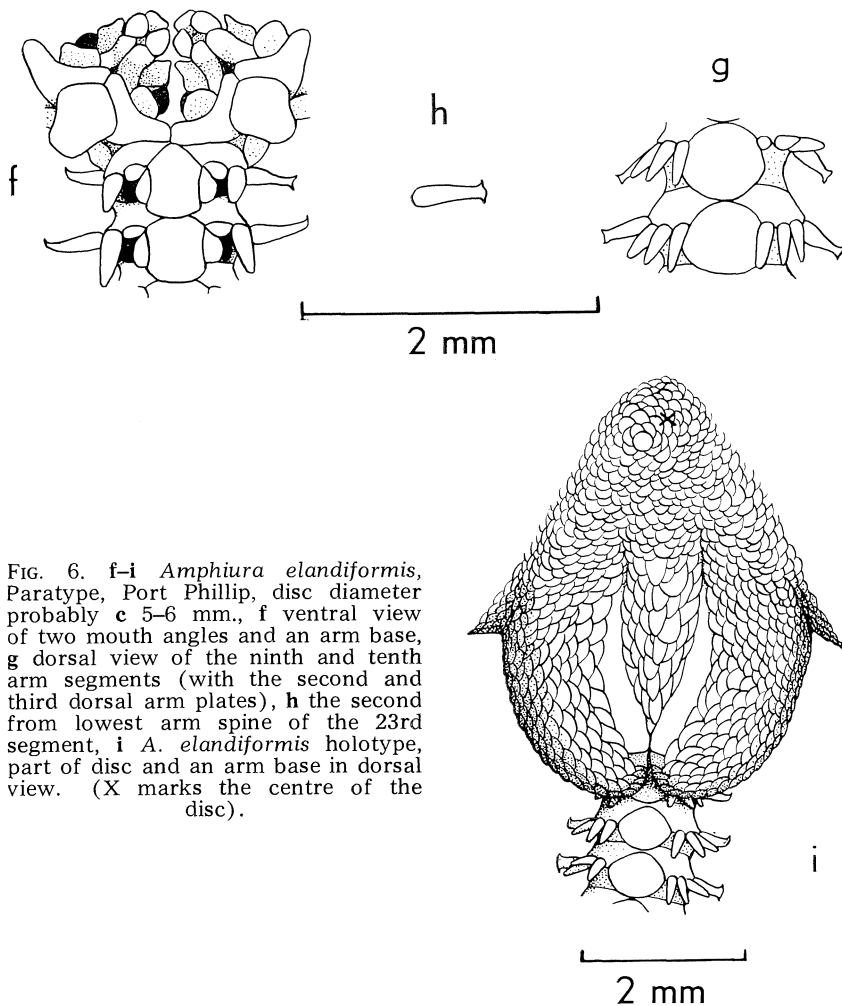 f
h
g
2 mm
FIG. 6. f–i Amphiura elandiformis,
Paratype, Port Phillip, disc diameter
probably c 5–6 mm., f ventral view
of two mouth angles and an arm base,
g dorsal view of the ninth and tenth
arm segments (with the second and
third dorsal arm plates), h the second
from lowest arm spine of the 23rd
segment, i A. elandiformis holotype,
part of disc and an arm base in dorsal
view. (X marks the centre of the
disc).
x
i
2 mm